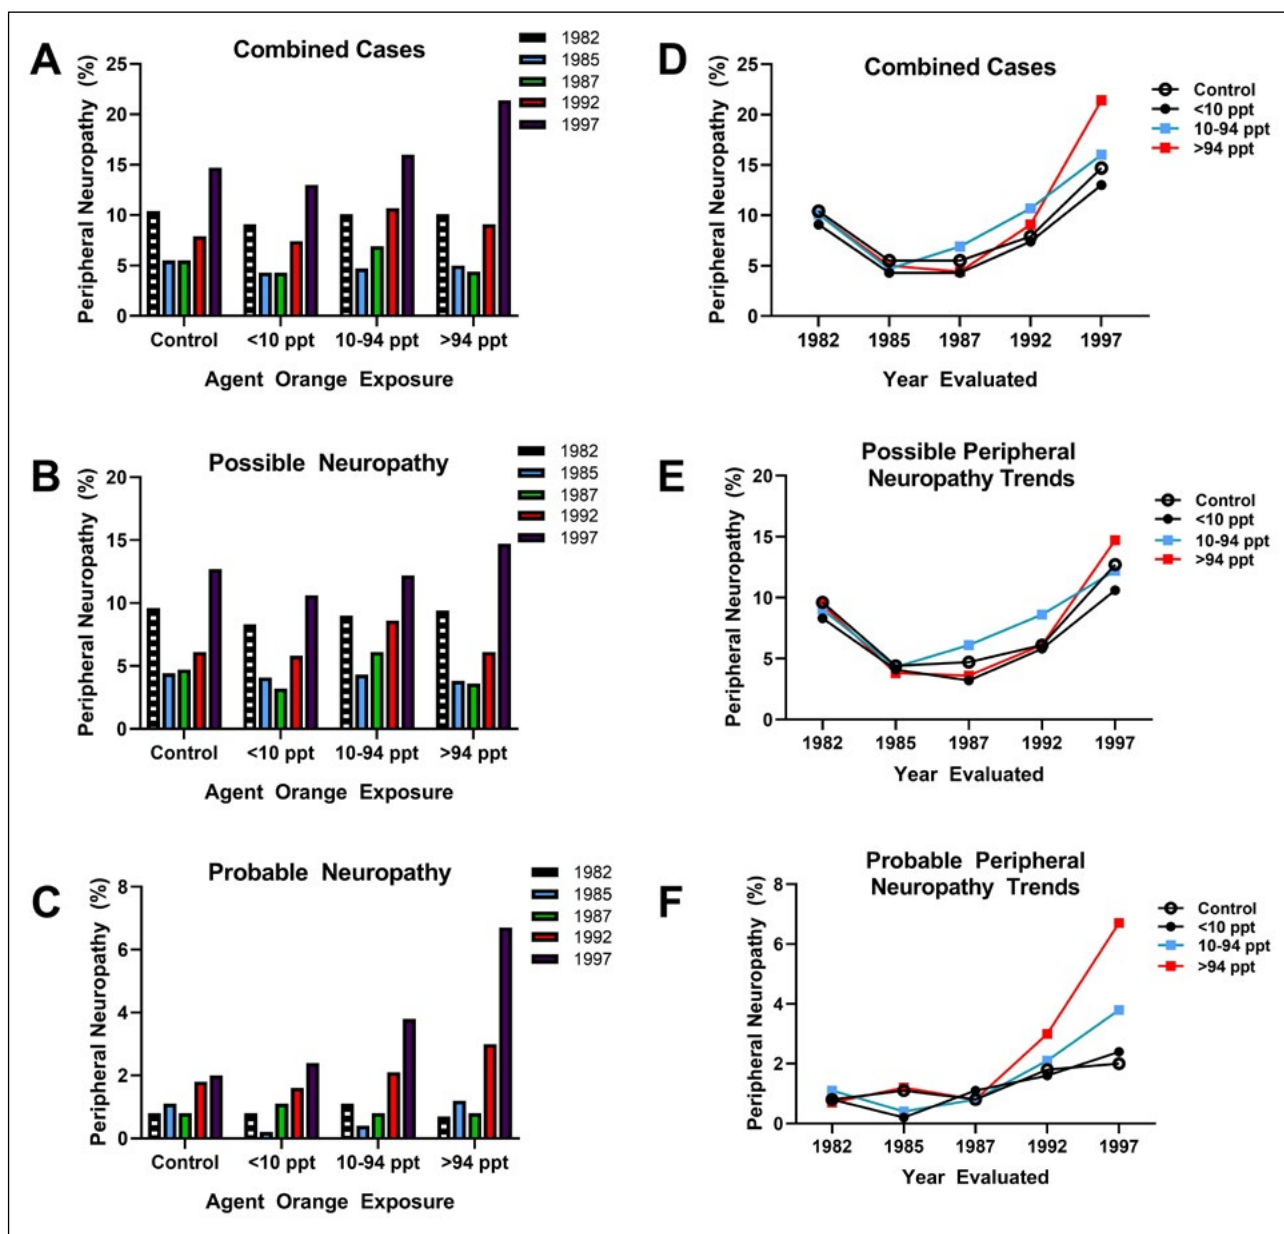 A
Combined Cases
1982
1985
1987
1992
1997
Peripheral Neuropathy (%)
25
20
15
10
5
0
Control
<10 ppt
10-94 ppt
>94 ppt
Agent Orange Exposure
D
Combined Cases
Control
<10 ppt
10-94 ppt
>94 ppt
Peripheral Neuropathy (%)
25
20
15
10
5
0
1982
1985
1987
1992
1997
Year Evaluated
B
Possible Neuropathy
1982
1985
1987
1992
1997
Peripheral Neuropathy (%)
20
15
10
5
0
Control
<10 ppt
10-94 ppt
>94 ppt
Agent Orange Exposure
E
Possible Peripheral
Neuropathy Trends
Control
<10 ppt
10-94 ppt
>94 ppt
Peripheral Neuropathy (%)
20
15
10
5
0
1982
1985
1987
1992
1997
Year Evaluated
C
Probable Neuropathy
1982
1985
1987
1992
1997
Peripheral Neuropathy (%)
8
6
4
2
0
Control
<10 ppt
10-94 ppt
>94 ppt
Agent Orange Exposure
F
Probable Peripheral
Neuropathy Trends
Control
<10 ppt
10-94 ppt
>94 ppt
Peripheral Neuropathy (%)
8
6
4
2
0
1982
1985
1987
1992
1997
Year Evaluated